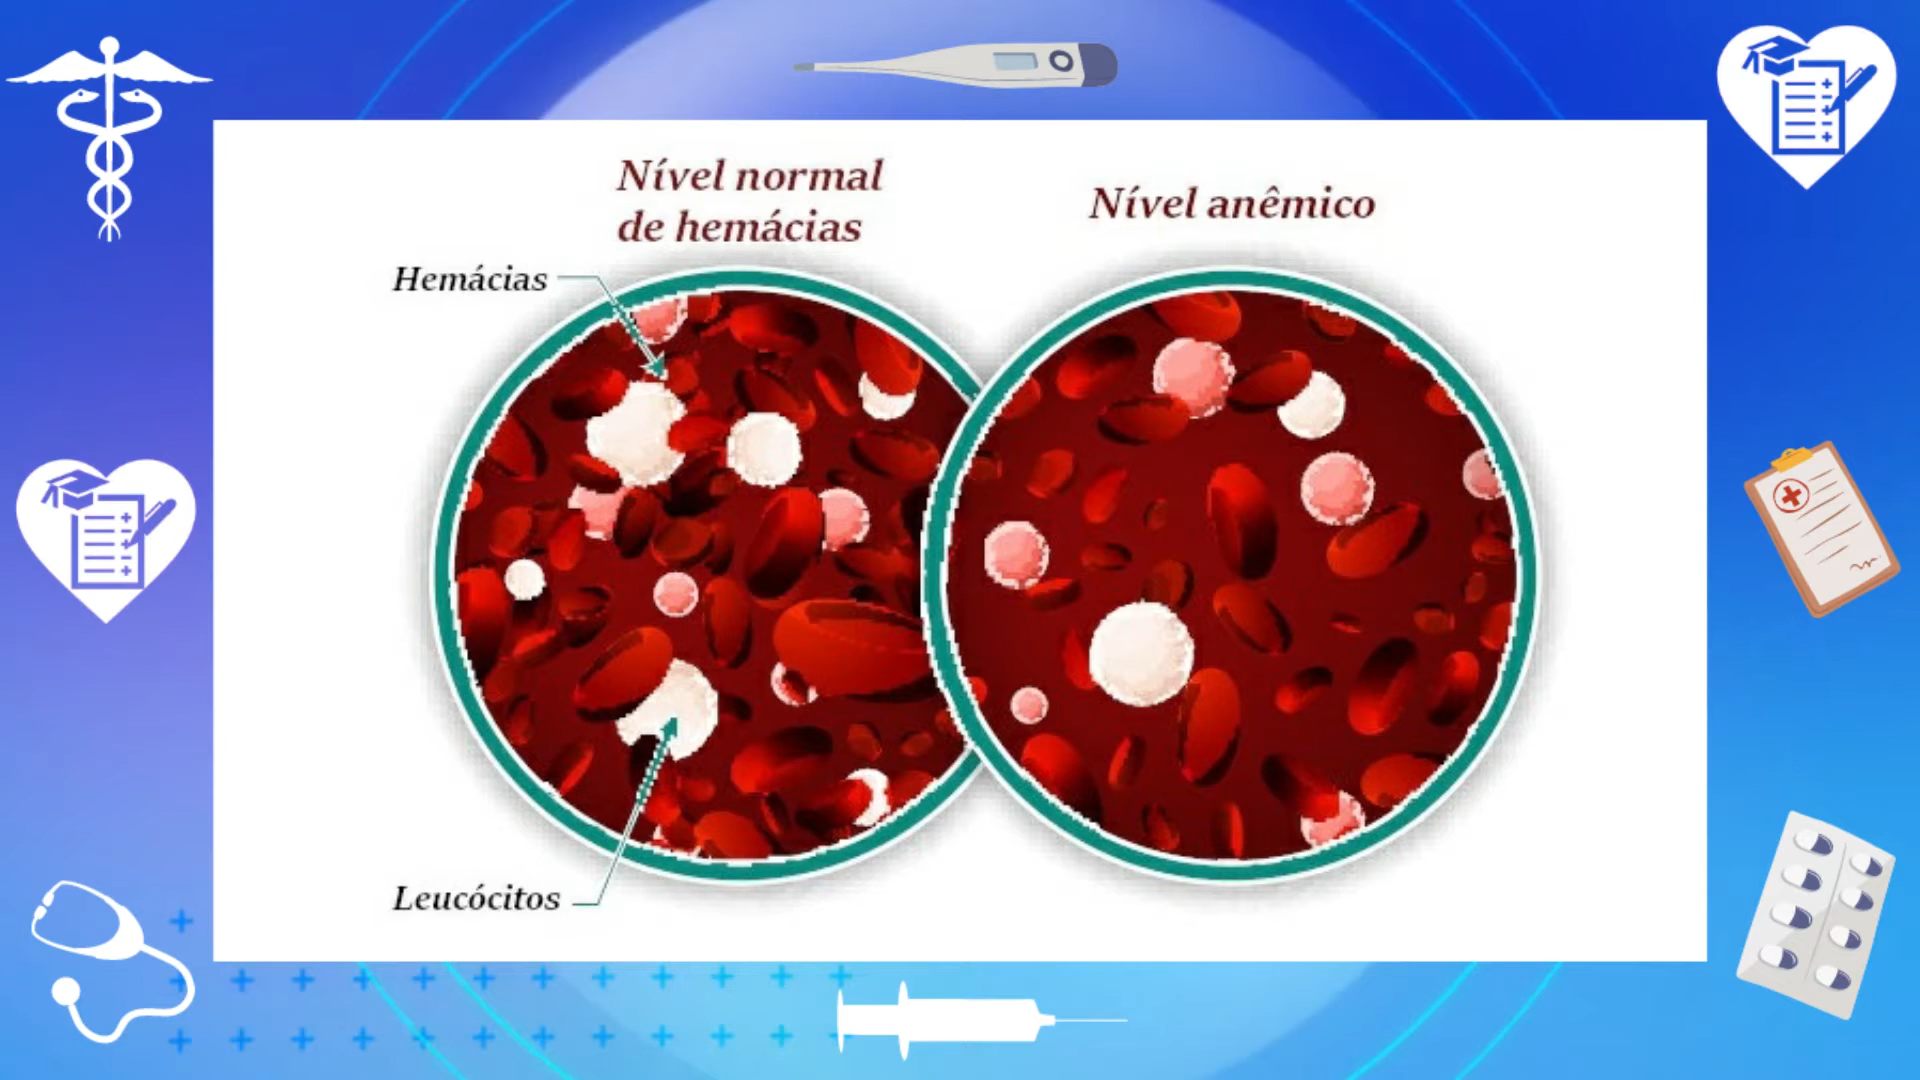 Nível normal
de hemácias
Nível anêmico
Hemácias
Leucócitos